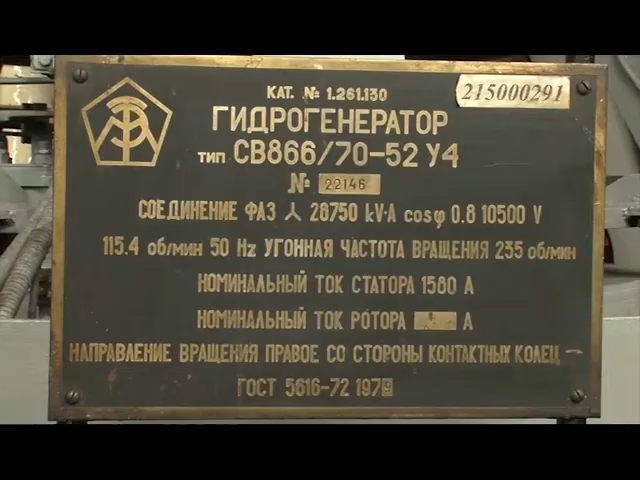 КАТ. № 1.261.130
215000291
ГИДРОГЕНЕРАТОР
ТИП СВ866/70-52 У4
№ 22146
СОЕДИНЕНИЕ ФАЗ 28750 kV·A cosφ 0.8 10500 V
115.4 об/мин 50 Hz УГОННАЯ ЧАСТОТА ВРАЩЕНИЯ 235 об/мин
НОМИНАЛЬНЫЙ ТОК СТАТОРА 1580 А
НОМИНАЛЬНЫЙ ТОК РОТОРА А
НАПРАВЛЕНИЕ ВРАЩЕНИЯ ПРАВОЕ СО СТОРОНЫ КОНТАКТНЫХ КОЛЕЦ
ГОСТ 5616-72 1979